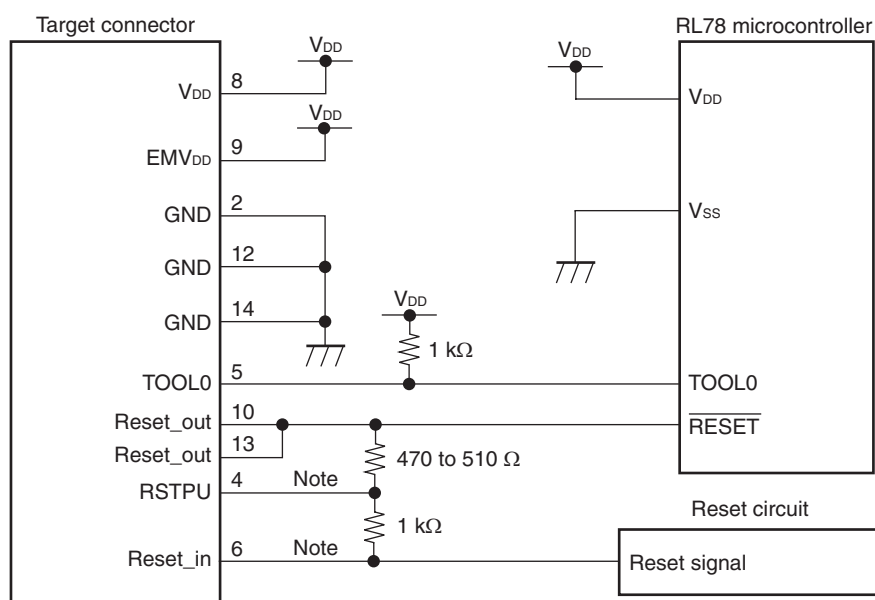 Target connector
RL78 microcontroller
VDD
VDD
VDD 8
VDD
VDD
EMVDD 9
GND 2
VSS
GND 12
GND 14
VDD
1 kΩ
TOOL0 5
TOOL0
Reset_out 10
RESET
Reset_out 13
470 to 510 Ω
RSTPU 4 Note
Reset circuit
1 kΩ
Reset_in 6 Note
Reset signal